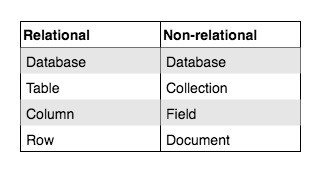 Relational Non-relational
Database Database
Table Collection
Column Field
Row Document